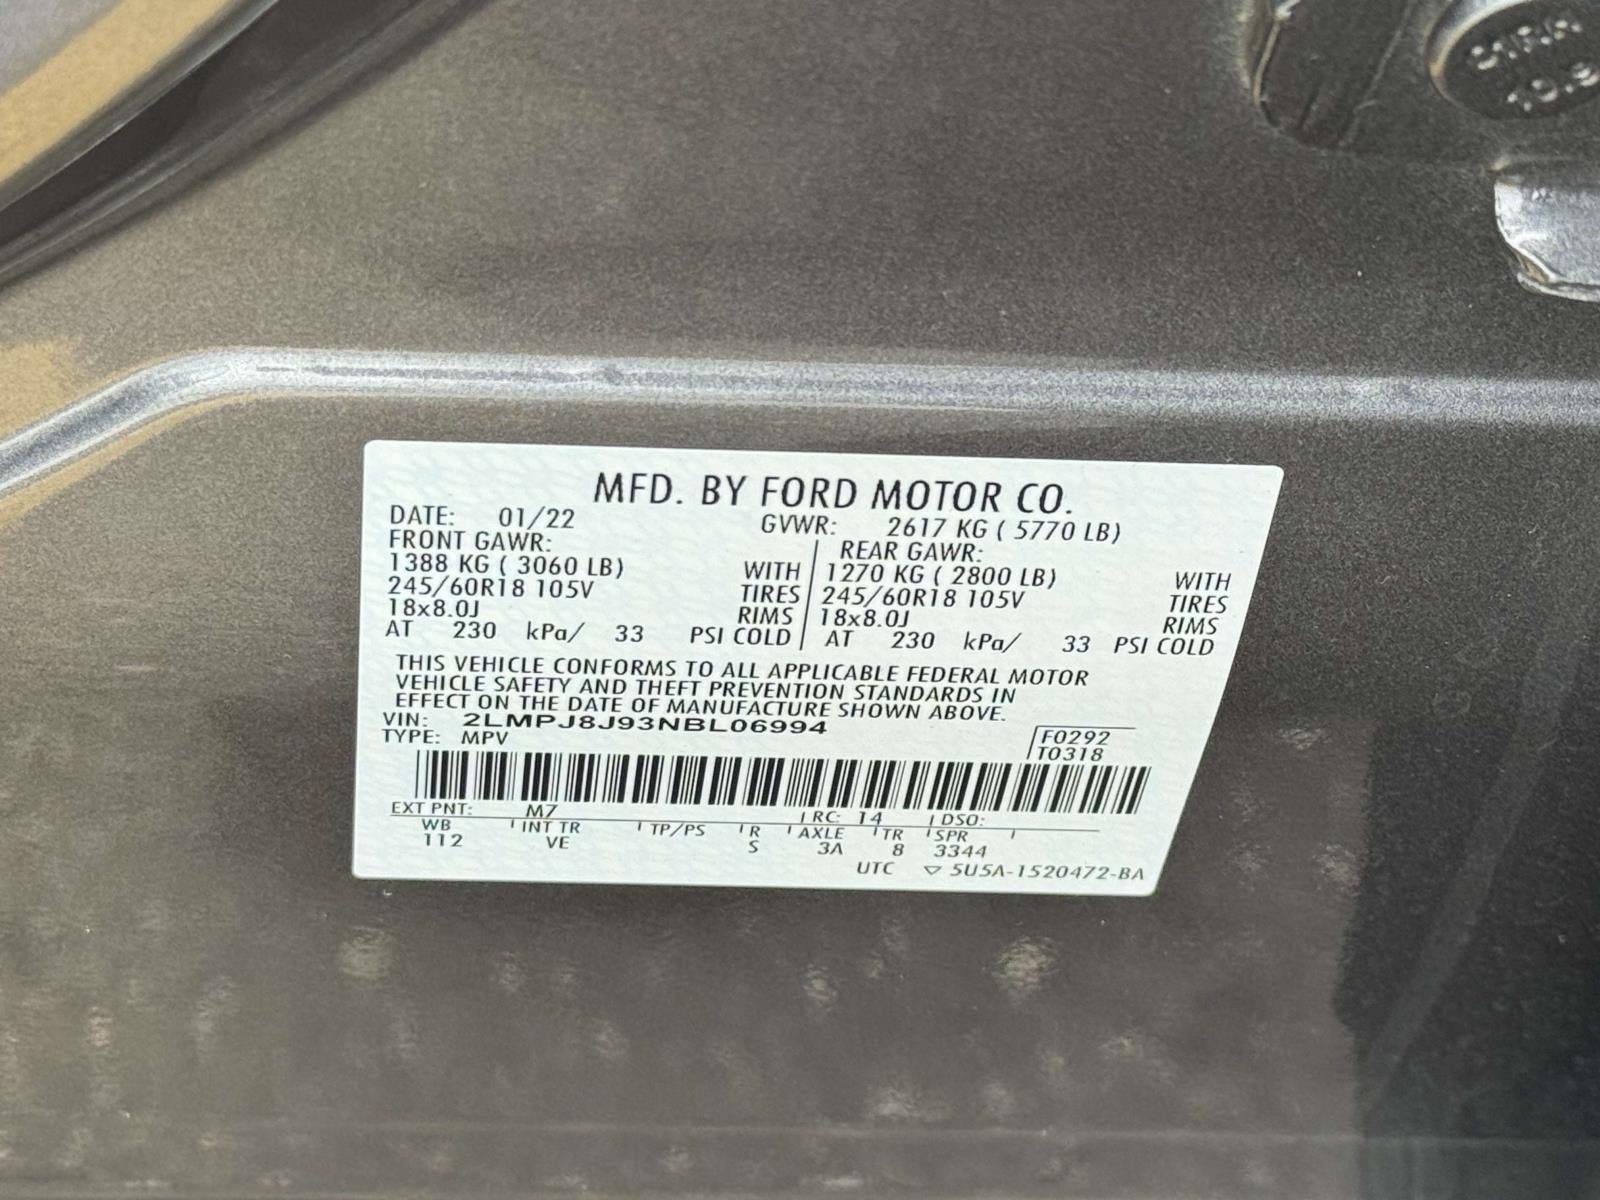 MFD. BY FORD MOTOR CO.
DATE: 01/22 GVWR: 2617 KG ( 5770 LB)
FRONT GAWR: REAR GAWR:
1388 KG ( 3060 LB) WITH 1270 KG ( 2800 LB) WITH
245/60R18 105V TIRES 245/60R18 105V TIRES
18x8.0J RIMS 18x8.0J RIMS
AT 230 kPa/ 33 PSI COLD AT 230 kPa/ 33 PSI COLD
THIS VEHICLE CONFORMS TO ALL APPLICABLE FEDERAL MOTOR
VEHICLE SAFETY AND THEFT PREVENTION STANDARDS IN
EFFECT ON THE DATE OF MANUFACTURE SHOWN ABOVE.
VIN: 2LMPJ8J93NBL06994
TYPE: MPV
F0292
T0318
EXT PNT: M7 RC: 14 DSO:
WB INT TR TP/PS R AXLE TR SPR
112 VE S 3A 8 3344
UTC ▽ 5U5A-1520472-BA